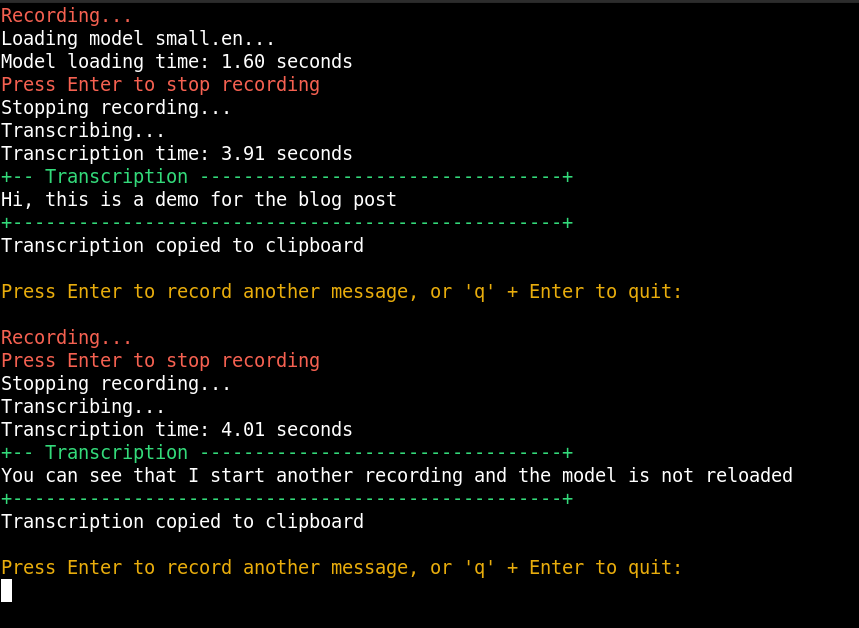 Recording...
Loading model small.en...
Model loading time: 1.60 seconds
Press Enter to stop recording
Stopping recording...
Transcribing...
Transcription time: 3.91 seconds
+-- Transcription ---------------------------------+
Hi, this is a demo for the blog post
+--------------------------------------------------+
Transcription copied to clipboard
Press Enter to record another message, or 'q' + Enter to quit:
Recording...
Press Enter to stop recording
Stopping recording...
Transcribing...
Transcription time: 4.01 seconds
+-- Transcription ---------------------------------+
You can see that I start another recording and the model is not reloaded
+--------------------------------------------------+
Transcription copied to clipboard
Press Enter to record another message, or 'q' + Enter to quit: